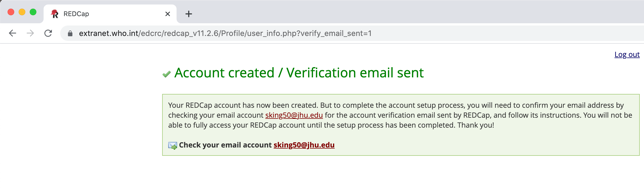 REDCap
extranet.who.int/edcrc/redcap_v11.2.6/Profile/user_info.php?verify_email_sent=1
Log out
Account created / Verification email sent
Your REDCap account has now been created. But to complete the account setup process, you will need to confirm your email address by
checking your email account sking50@jhu.edu for the account verification email sent by REDCap, and follow its instructions. You will not be
able to fully access your REDCap account until the setup process has been completed. Thank you!
Check your email account sking50@jhu.edu